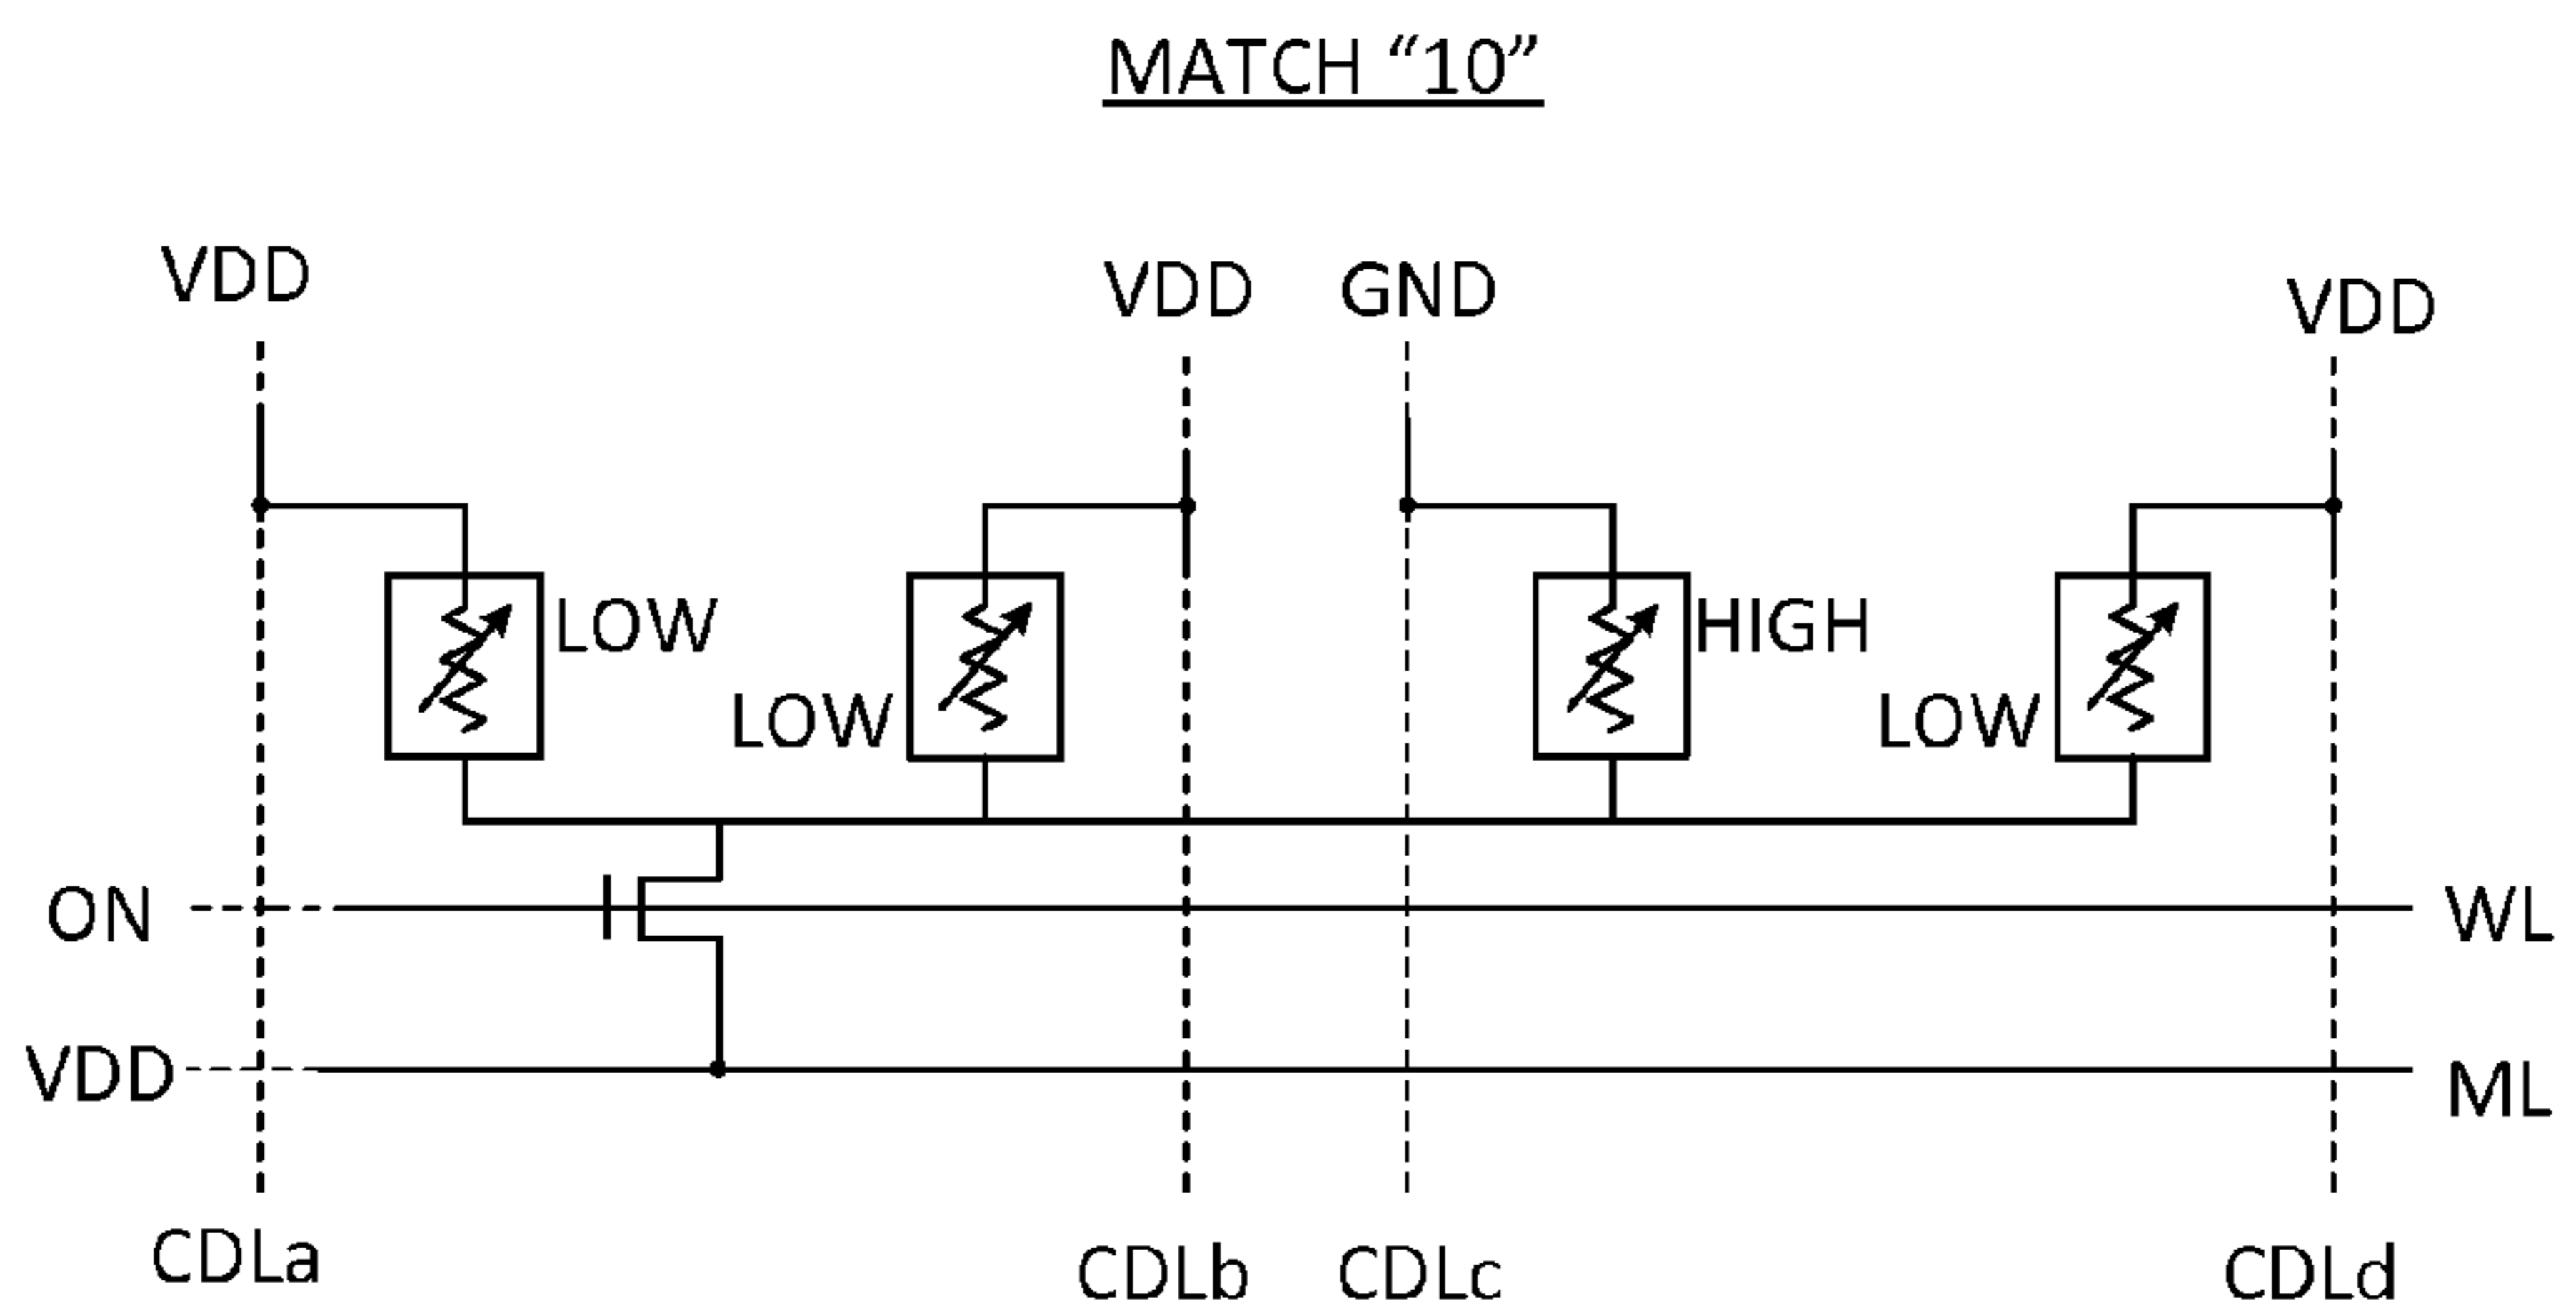 MATCH “10”
VDD
VDD
GND
VDD
LOW
LOW
HIGH
LOW
ON
WL
VDD
ML
CDLa
CDLb
CDLc
CDLd